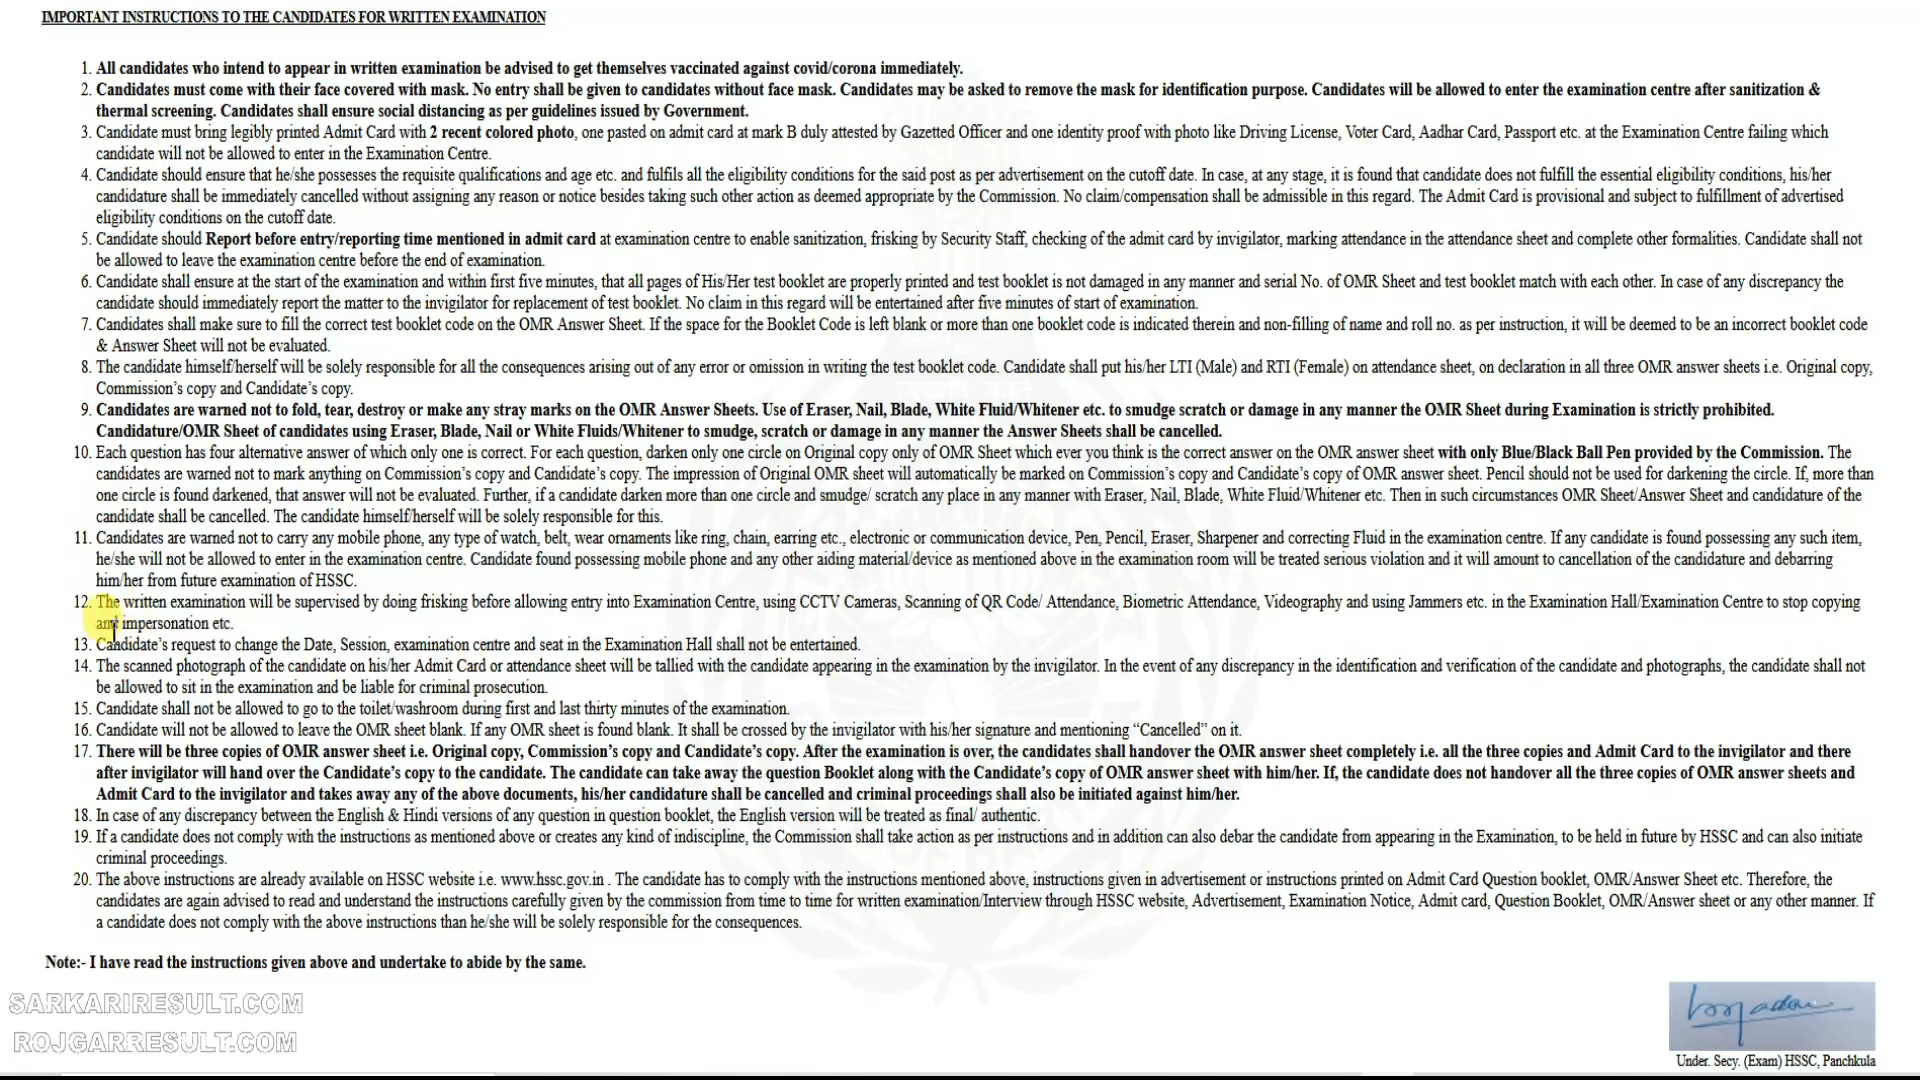 IMPORTANT INSTRUCTIONS TO THE CANDIDATES FOR WRITTEN EXAMINATION
1. All candidates who intend to appear in written examination be advised to get themselves vaccinated against covid/corona immediately.
2. Candidates must come with their face covered with mask. No entry shall be given to candidates without face mask. Candidates may be asked to remove the mask for identification purpose. Candidates will be allowed to enter the examination centre after sanitization &
thermal screening. Candidates shall ensure social distancing as per guidelines issued by Government.
3. Candidate must bring legibly printed Admit Card with 2 recent colored photo, one pasted on admit card at mark B duly attested by Gazetted Officer and one identity proof with photo like Driving License, Voter Card, Aadhar Card, Passport etc. at the Examination Centre failing which
candidate will not be allowed to enter in the Examination Centre.
4. Candidate should ensure that he/she possesses the requisite qualifications and age etc. and fulfils all the eligibility conditions for the said post as per advertisement on the cutoff date. In case, at any stage, it is found that candidate does not fulfill the essential eligibility conditions, his/her
candidature shall be immediately cancelled without assigning any reason or notice besides taking such other action as deemed appropriate by the Commission. No claim/compensation shall be admissible in this regard. The Admit Card is provisional and subject to fulfillment of advertised
eligibility conditions on the cutoff date.
5. Candidate should Report before entry/reporting time mentioned in admit card at examination centre to enable sanitization, frisking by Security Staff, checking of the admit card by invigilator, marking attendance in the attendance sheet and complete other formalities. Candidate shall not
be allowed to leave the examination centre before the end of examination.
6. Candidate shall ensure at the start of the examination and within first five minutes, that all pages of His/Her test booklet are properly printed and test booklet is not damaged in any manner and serial No. of OMR Sheet and test booklet match with each other. In case of any discrepancy the
candidate should immediately report the matter to the invigilator for replacement of test booklet. No claim in this regard will be entertained after five minutes of start of examination.
7. Candidates shall make sure to fill the correct test booklet code on the OMR Answer Sheet. If the space for the Booklet Code is left blank or more than one booklet code is indicated therein and non-filling of name and roll no. as per instruction, it will be deemed to be an incorrect booklet code
& Answer Sheet will not be evaluated.
8. The candidate himself/herself will be solely responsible for all the consequences arising out of any error or omission in writing the test booklet code. Candidate shall put his/her LTI (Male) and RTI (Female) on attendance sheet, on declaration in all three OMR answer sheets i.e. Original copy,
Commission's copy and Candidate's copy.
9. Candidates are warned not to fold, tear, destroy or make any stray marks on the OMR Answer Sheets. Use of Eraser, Nail, Blade, White Fluid/Whitener etc. to smudge scratch or damage in any manner the OMR Sheet during Examination is strictly prohibited.
Candidature/OMR Sheet of candidates using Eraser, Blade, Nail or White Fluids/Whitener to smudge, scratch or damage in any manner the Answer Sheets shall be cancelled.
10. Each question has four alternative answer of which only one is correct. For each question, darken only one circle on Original copy only of OMR Sheet which ever you think is the correct answer on the OMR answer sheet with only Blue/Black Ball Pen provided by the Commission. The
candidates are warned not to mark anything on Commission's copy and Candidate's copy. The impression of Original OMR sheet will automatically be marked on Commission's copy and Candidate's copy of OMR answer sheet. Pencil should not be used for darkening the circle. If, more than
one circle is found darkened, that answer will not be evaluated. Further, if a candidate darken more than one circle and smudge/ scratch any place in any manner with Eraser, Nail, Blade, White Fluid/Whitener etc. Then in such circumstances OMR Sheet/Answer Sheet and candidature of the
candidate shall be cancelled. The candidate himself/herself will be solely responsible for this.
11. Candidates are warned not to carry any mobile phone, any type of watch, belt, wear ornaments like ring, chain, earring etc., electronic or communication device, Pen, Pencil, Eraser, Sharpener and correcting Fluid in the examination centre. If any candidate is found possessing any such item,
he/she will not be allowed to enter in the examination centre. Candidate found possessing mobile phone and any other aiding material/device as mentioned above in the examination room will be treated serious violation and it will amount to cancellation of the candidature and debarring
him/her from future examination of HSSC.
12. The written examination will be supervised by doing frisking before allowing entry into Examination Centre, using CCTV Cameras, Scanning of QR Code/ Attendance, Biometric Attendance, Videography and using Jammers etc. in the Examination Hall/Examination Centre to stop copying
any impersonation etc.
13. Candidate's request to change the Date, Session, examination centre and seat in the Examination Hall shall not be entertained.
14. The scanned photograph of the candidate on his/her Admit Card or attendance sheet will be tallied with the candidate appearing in the examination by the invigilator. In the event of any discrepancy in the identification and verification of the candidate and photographs, the candidate shall not
be allowed to sit in the examination and be liable for criminal prosecution.
15. Candidate shall not be allowed to go to the toilet/washroom during first and last thirty minutes of the examination.
16. Candidate will not be allowed to leave the OMR sheet blank. If any OMR sheet is found blank. It shall be crossed by the invigilator with his/her signature and mentioning “Cancelled” on it.
17. There will be three copies of OMR answer sheet i.e. Original copy, Commission's copy and Candidate's copy. After the examination is over, the candidates shall handover the OMR answer sheet completely i.e. all the three copies and Admit Card to the invigilator and there
after invigilator will hand over the Candidate's copy to the candidate. The candidate can take away the question Booklet along with the Candidate's copy of OMR answer sheet with him/her. If, the candidate does not handover all the three copies of OMR answer sheets and
Admit Card to the invigilator and takes away any of the above documents, his/her candidature shall be cancelled and criminal proceedings shall also be initiated against him/her.
18. In case of any discrepancy between the English & Hindi versions of any question in question booklet, the English version will be treated as final/ authentic.
19. If a candidate does not comply with the instructions as mentioned above or creates any kind of indiscipline, the Commission shall take action as per instructions and in addition can also debar the candidate from appearing in the Examination, to be held in future by HSSC and can also initiate
criminal proceedings.
20. The above instructions are already available on HSSC website i.e. www.hssc.gov.in . The candidate has to comply with the instructions mentioned above, instructions given in advertisement or instructions printed on Admit Card Question booklet, OMR/Answer Sheet etc. Therefore, the
candidates are again advised to read and understand the instructions carefully given by the commission from time to time for written examination/Interview through HSSC website, Advertisement, Examination Notice, Admit card, Question Booklet, OMR/Answer sheet or any other manner. If
a candidate does not comply with the above instructions than he/she will be solely responsible for the consequences.
Note:- I have read the instructions given above and undertake to abide by the same.
SARKARIRESULT.COM
ROJGARRESULT.COM
Under. Secy. (Exam) HSSC, Panchkula